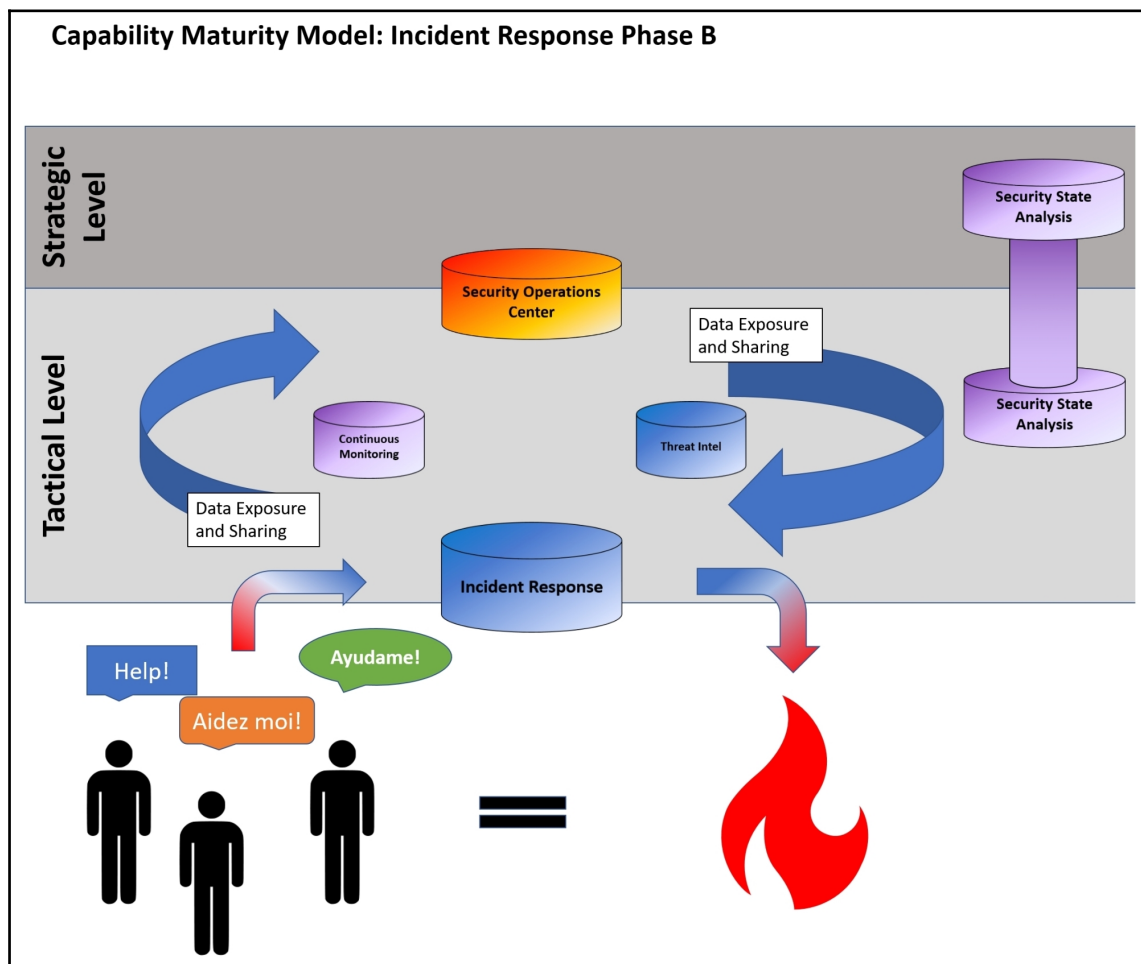 Capability Maturity Model: Incident Response Phase B
Strategic
Level
Security State
Analysis
Security Operations
Center
Data Exposure
and Sharing
Tactical Level
Continuous
Monitoring
Threat Intel
Security State
Analysis
Data Exposure
and Sharing
Incident Response
Help!
Aidez moi!
Ayudame!